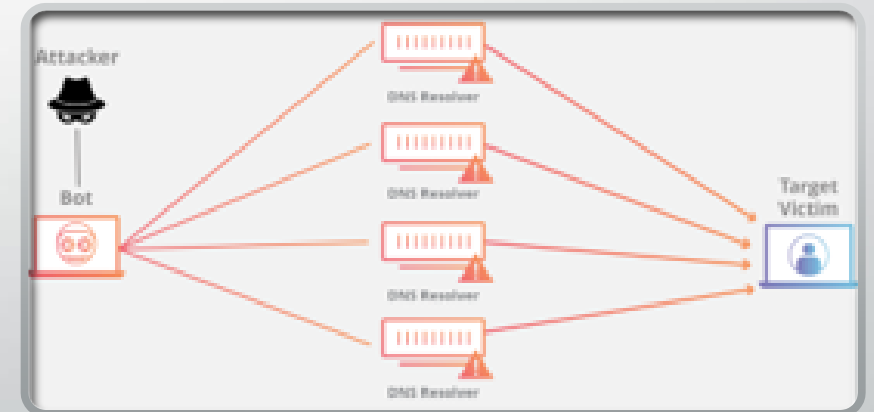 Attacker
Bot
DNS Resolver
DNS Resolver
DNS Resolver
DNS Resolver
Target
Victim